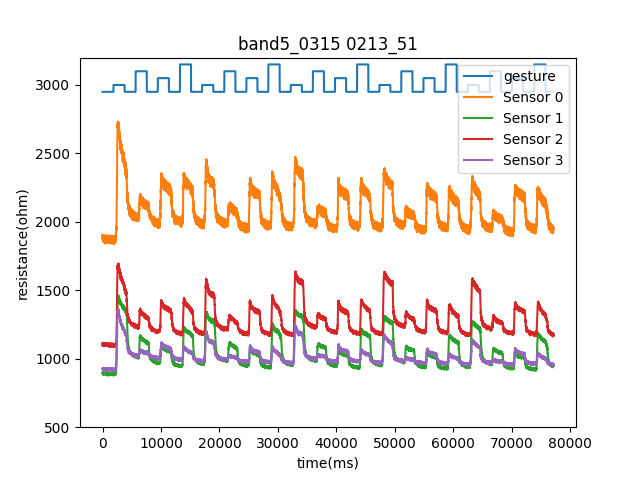 band5_0315 0213_51
gesture
Sensor 0
Sensor 1
Sensor 2
Sensor 3
3000
2500
2000
1500
1000
500
resistance(ohm)
0 10000 20000 30000 40000 50000 60000 70000 80000
time(ms)